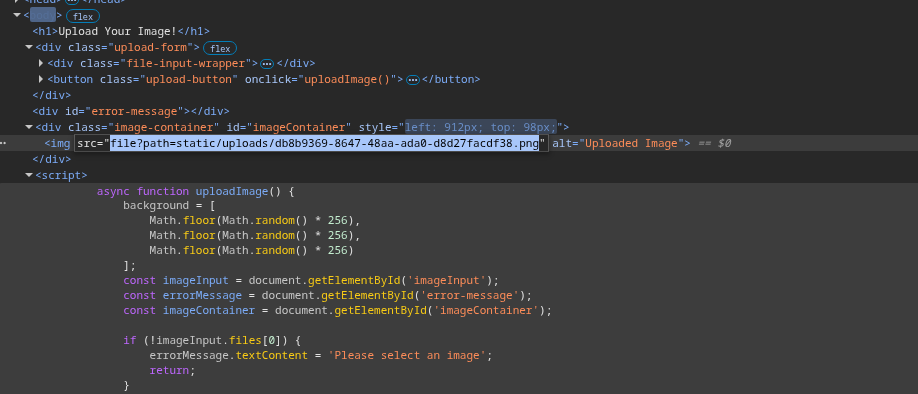 <head> ⋯ </head>
< > flex
<h1>Upload Your Image!</h1>
<div class="upload-form"> flex
<div class="file-input-wrapper"> ⋯ </div>
<button class="upload-button" onclick="uploadImage()"> ⋯ </button>
</div>
<div id="error-message"></div>
<div class="image-container" id="imageContainer" style="left: 912px; top: 98px;">
<img src="file?path=static/uploads/db8b9369-8647-48aa-ada0-d8d27facdf38.png" alt="Uploaded Image"> == $0
</div>
<script>
async function uploadImage() {
background = [
Math.floor(Math.random() * 256),
Math.floor(Math.random() * 256),
Math.floor(Math.random() * 256)
];
const imageInput = document.getElementById('imageInput');
const errorMessage = document.getElementById('error-message');
const imageContainer = document.getElementById('imageContainer');
if (!imageInput.files[0]) {
errorMessage.textContent = 'Please select an image';
return;
}